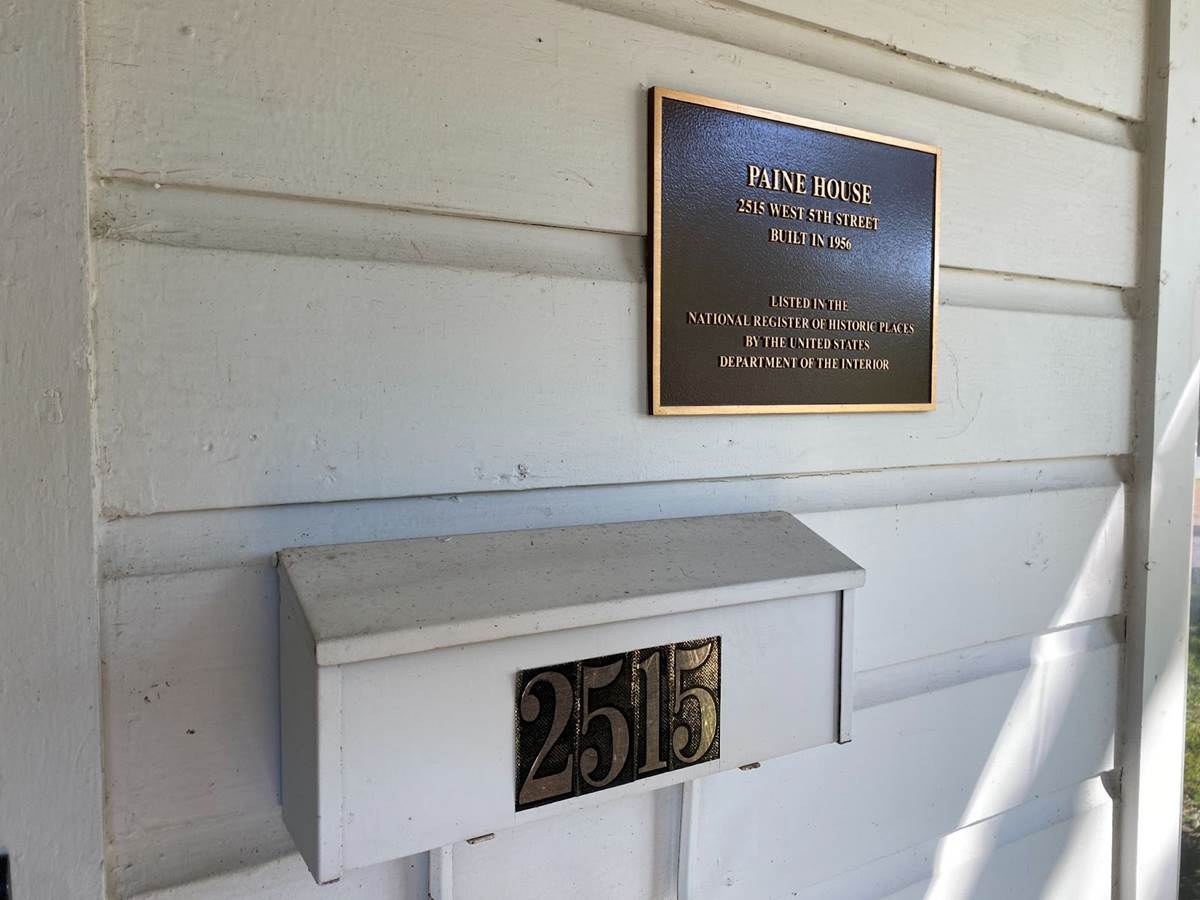 PAINE HOUSE
2515 WEST 5TH STREET
BUILT IN 1956
LISTED IN THE
NATIONAL REGISTER OF HISTORIC PLACES
BY THE UNITED STATES
DEPARTMENT OF THE INTERIOR
2515